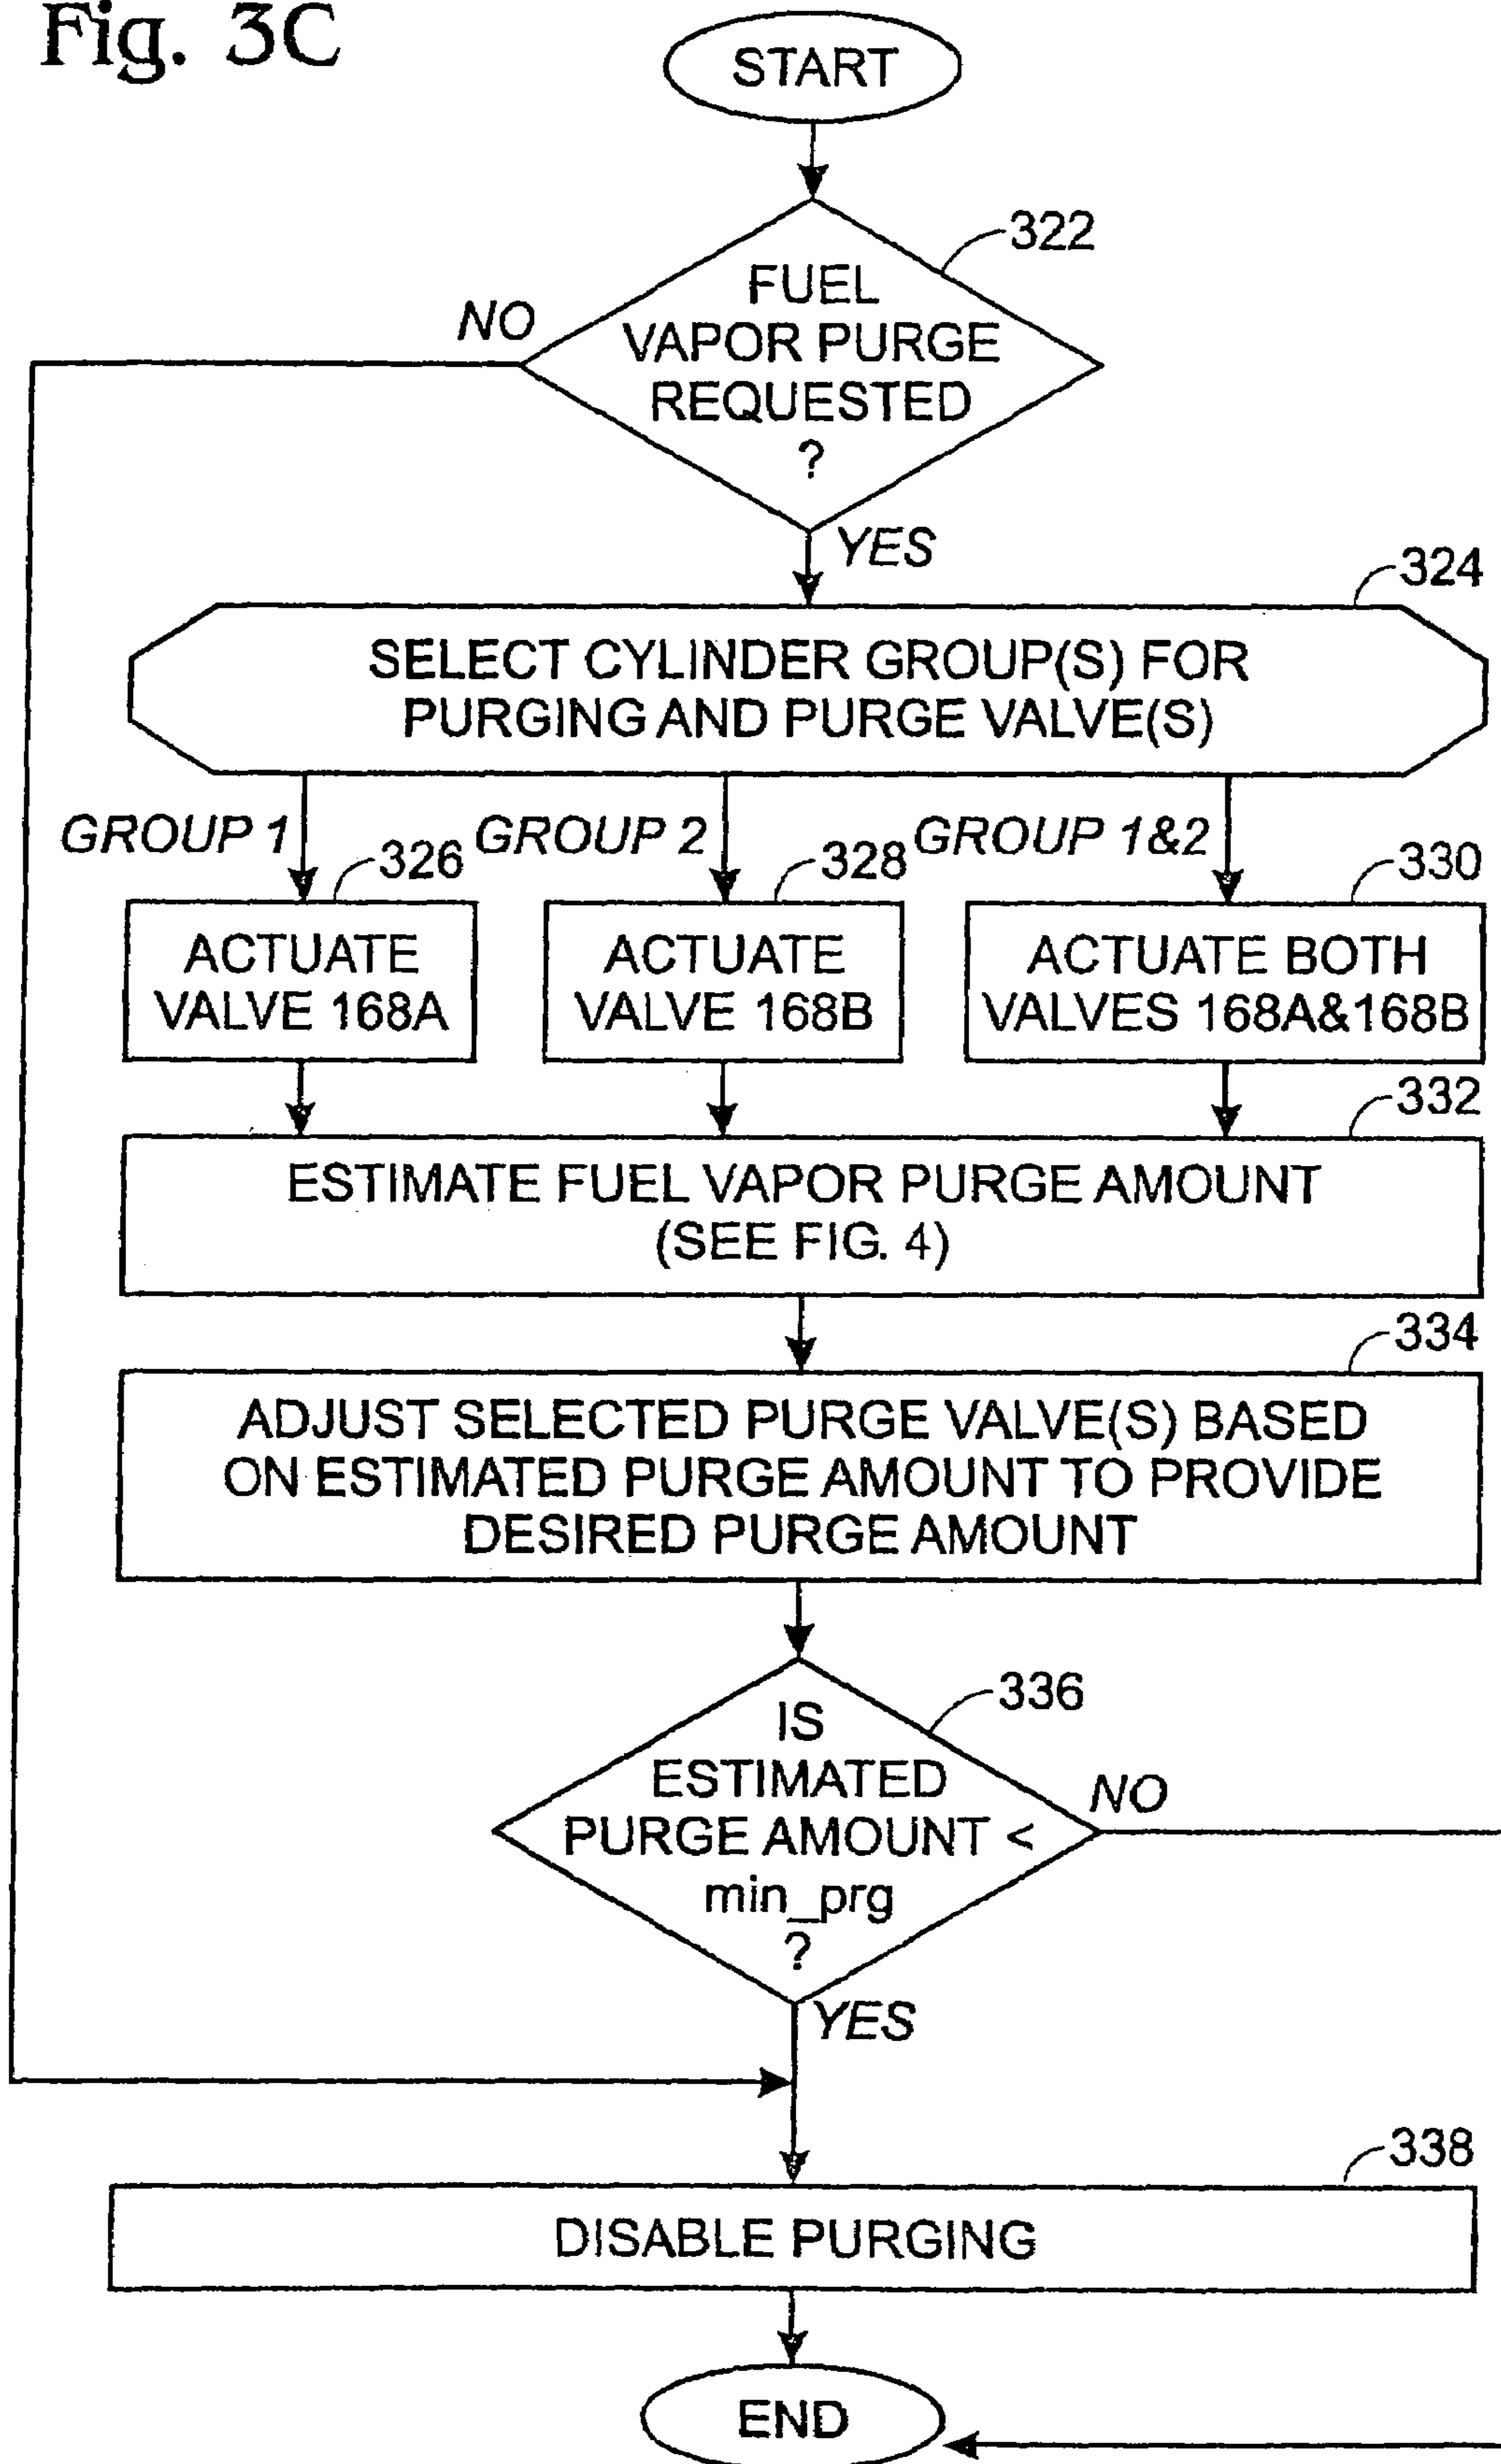 Fig. 3C
START
322
FUEL
VAPOR PURGE
REQUESTED
?
NO
YES
324
SELECT CYLINDER GROUP(S) FOR
PURGING AND PURGE VALVE(S)
GROUP 1
GROUP 2
GROUP 1&2
326
328
330
ACTUATE
VALVE 168A
ACTUATE
VALVE 168B
ACTUATE BOTH
VALVES 168A&168B
332
ESTIMATE FUEL VAPOR PURGE AMOUNT
(SEE FIG. 4)
334
ADJUST SELECTED PURGE VALVE(S) BASED
ON ESTIMATED PURGE AMOUNT TO PROVIDE
DESIRED PURGE AMOUNT
336
IS
ESTIMATED
PURGE AMOUNT <
min_prg
?
NO
YES
338
DISABLE PURGING
END